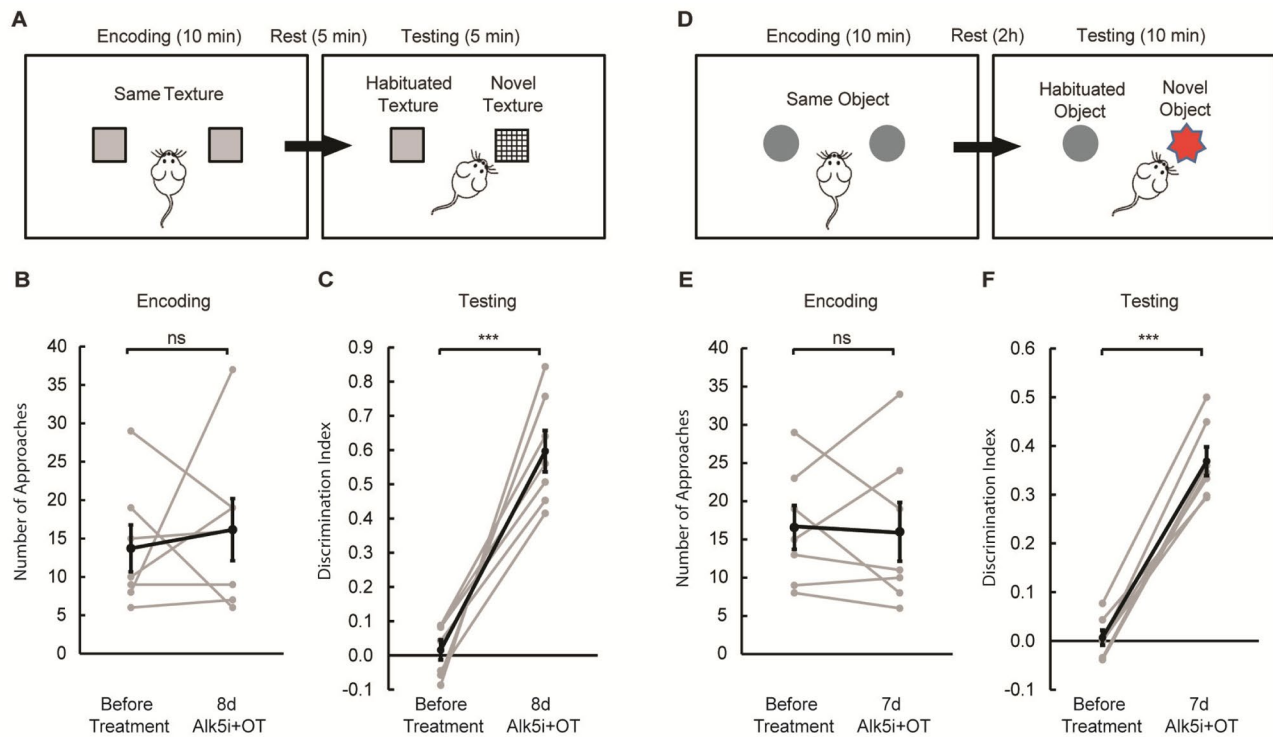 A
Encoding (10 min) Rest (5 min) Testing (5 min)
Same Texture
Habituated Texture
Novel Texture
D
Encoding (10 min) Rest (2h) Testing (10 min)
Same Object
Habituated Object
Novel Object
B
Encoding
ns
Number of Approaches
40
35
30
25
20
15
10
5
0
Before Treatment
8d Alk5i+OT
C
Testing
***
Discrimination Index
0.9
0.8
0.7
0.6
0.5
0.4
0.3
0.2
0.1
0.0
-0.1
Before Treatment
8d Alk5i+OT
E
Encoding
ns
Number of Approaches
40
35
30
25
20
15
10
5
0
Before Treatment
7d Alk5i+OT
F
Testing
***
Discrimination Index
0.6
0.5
0.4
0.3
0.2
0.1
0.0
-0.1
Before Treatment
7d Alk5i+OT